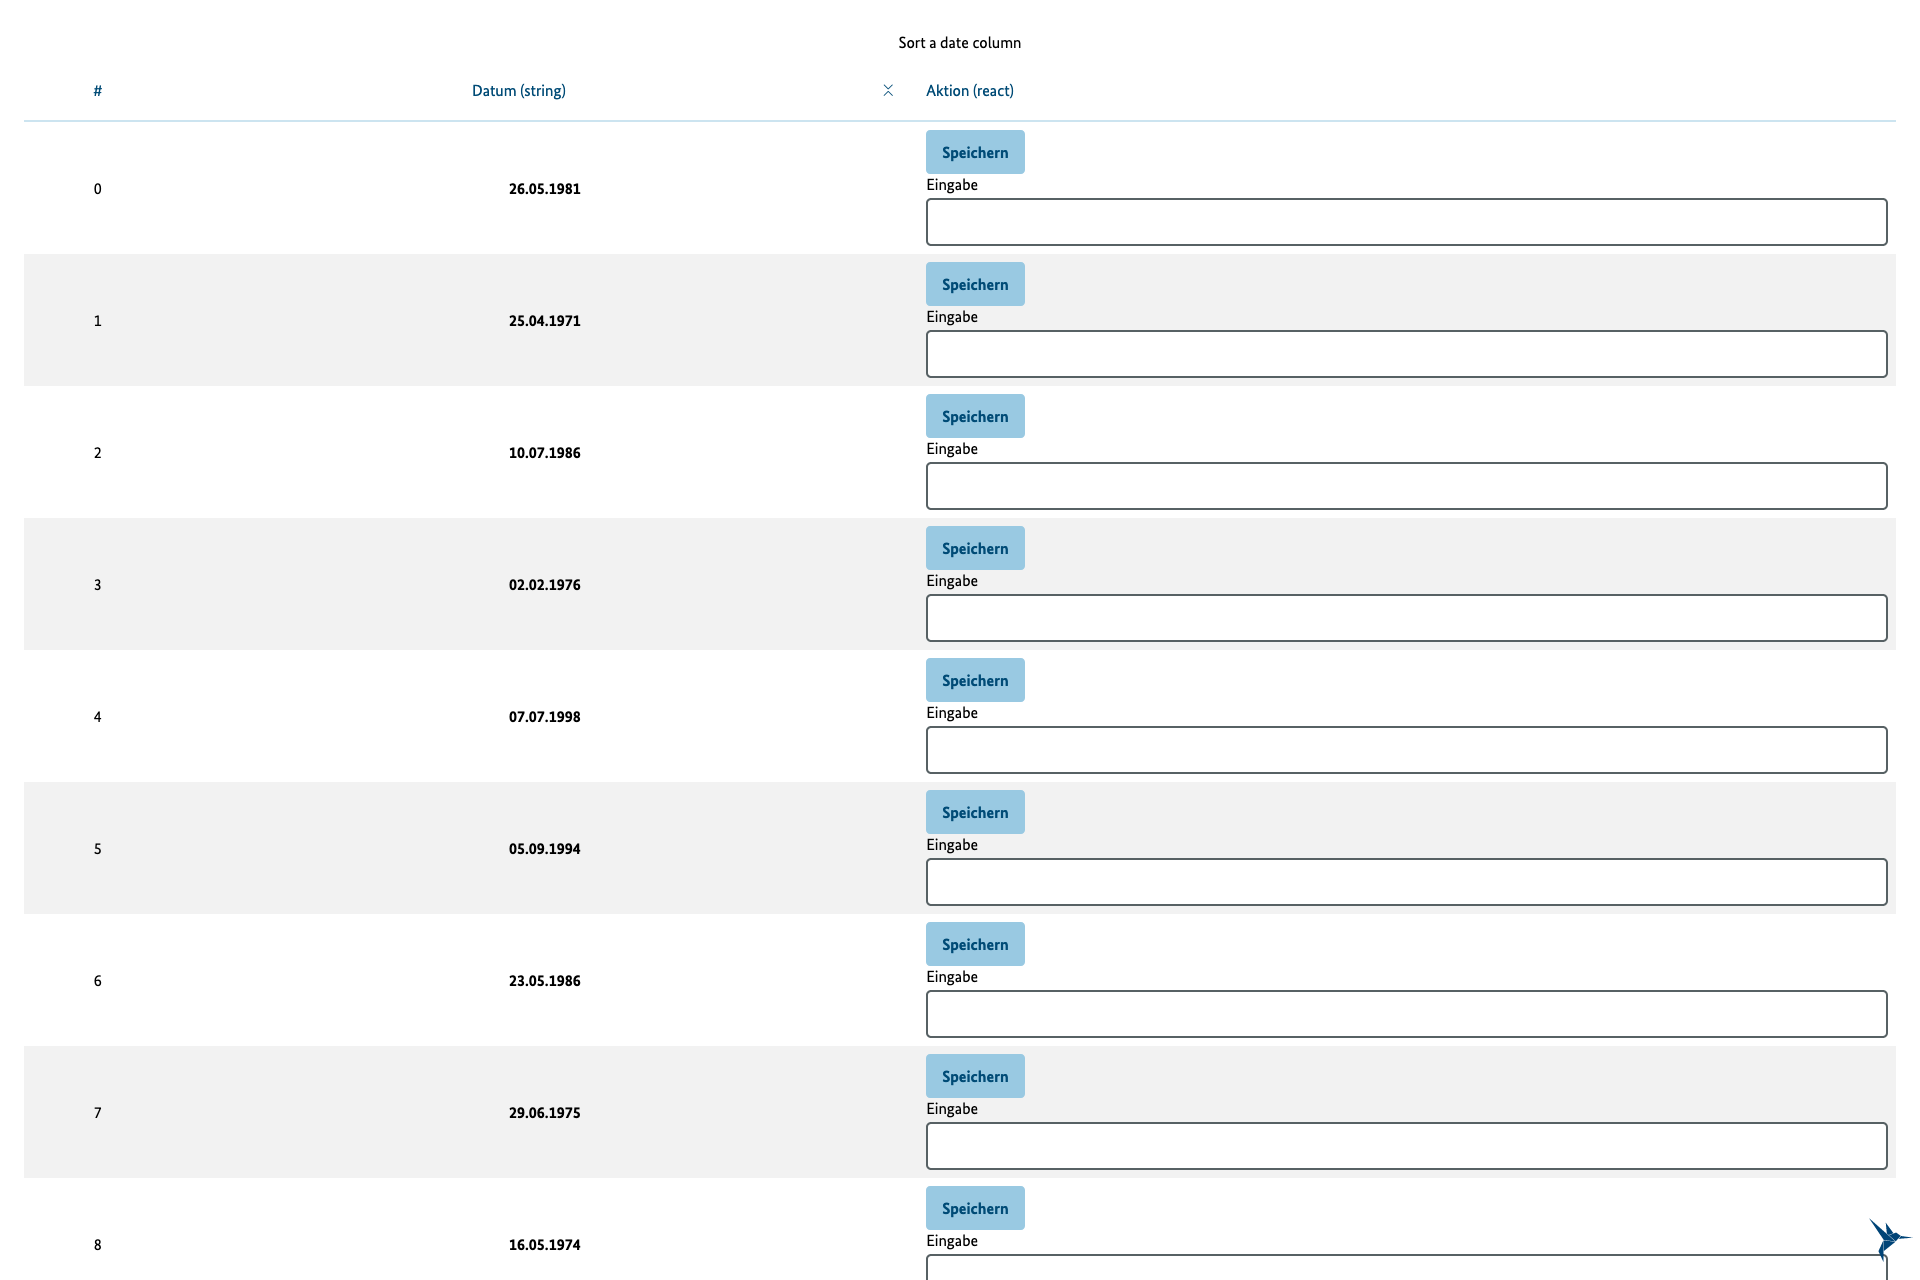 Sort a date column
# Datum (string) Aktion (react)
Speichern
0 26.05.1981 Eingabe
Speichern
1 25.04.1971 Eingabe
Speichern
2 10.07.1986 Eingabe
Speichern
3 02.02.1976 Eingabe
Speichern
4 07.07.1998 Eingabe
Speichern
5 05.09.1994 Eingabe
Speichern
6 23.05.1986 Eingabe
Speichern
7 29.06.1975 Eingabe
Speichern
8 16.05.1974 Eingabe